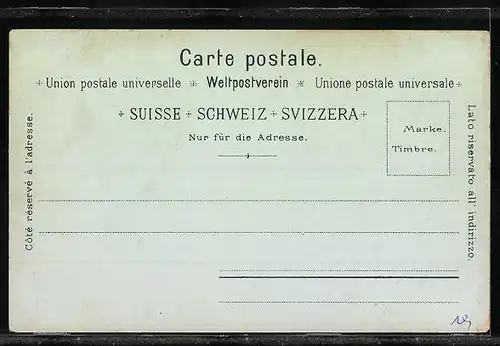 Carte postale.
+ Union postale universelle * Weltpostverein * Unione postale universale +
+ SUISSE + SCHWEIZ + SVIZZERA +
Nur für die Adresse.
Marke.
Timbre.
Côté réservé à l'adresse.
Lato riservato all' indirizzo.